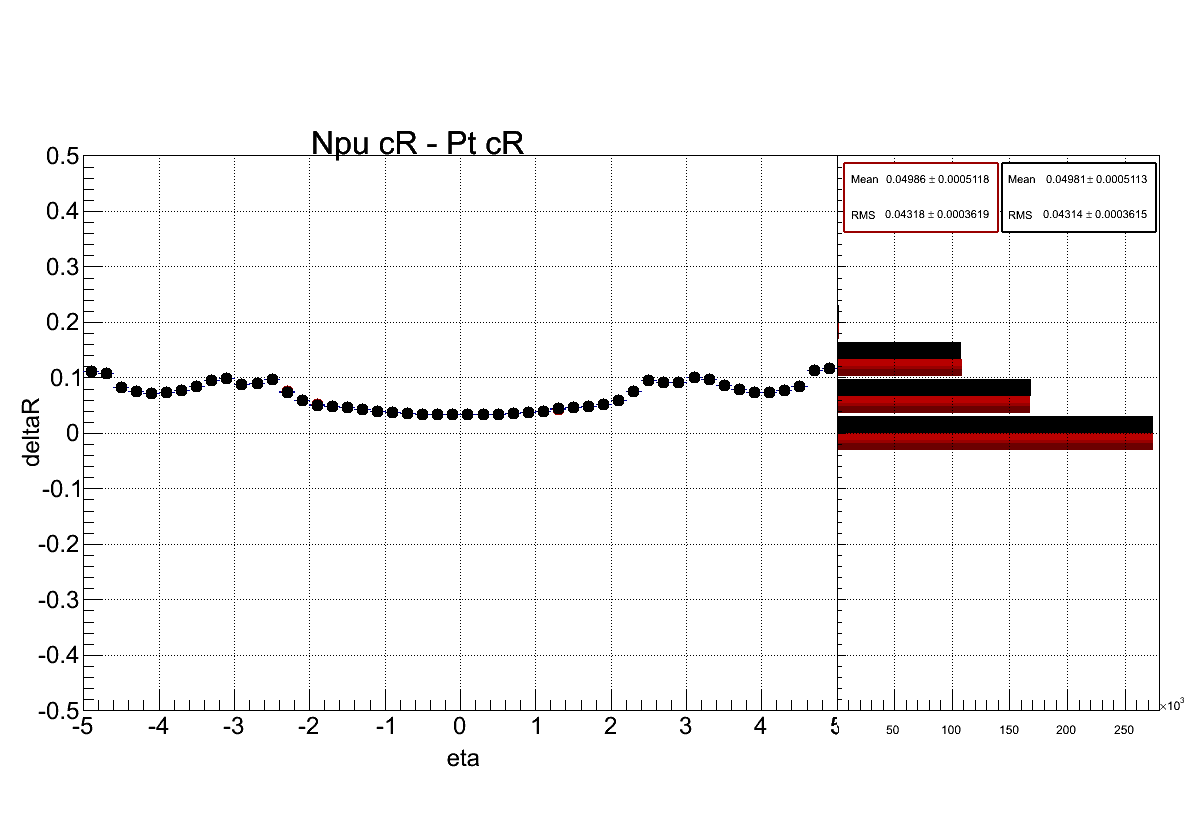 Npu cR - Pt cR
0.5
0.4
0.3
0.2
0.1
0
-0.1
-0.2
-0.3
-0.4
-0.5
deltaR
-5 -4 -3 -2 -1 0 1 2 3 4 5
eta
Mean 0.04986 ± 0.0005118
RMS 0.04318 ± 0.0003619
Mean 0.04981 ± 0.0005113
RMS 0.04314 ± 0.0003615
50 100 150 200 250
×10³